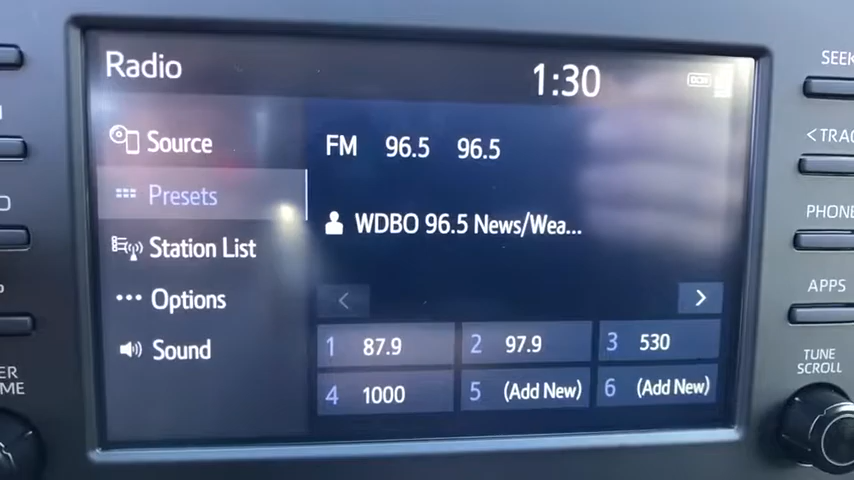 Radio
1:30
DCM
Source
Presets
Station List
Options
Sound
FM 96.5 96.5
WDBO 96.5 News/Wea...
<
>
1 87.9
2 97.9
3 530
4 1000
5 (Add New)
6 (Add New)
SEEK
<TRAC
PHONE
APPS
TUNE
SCROLL